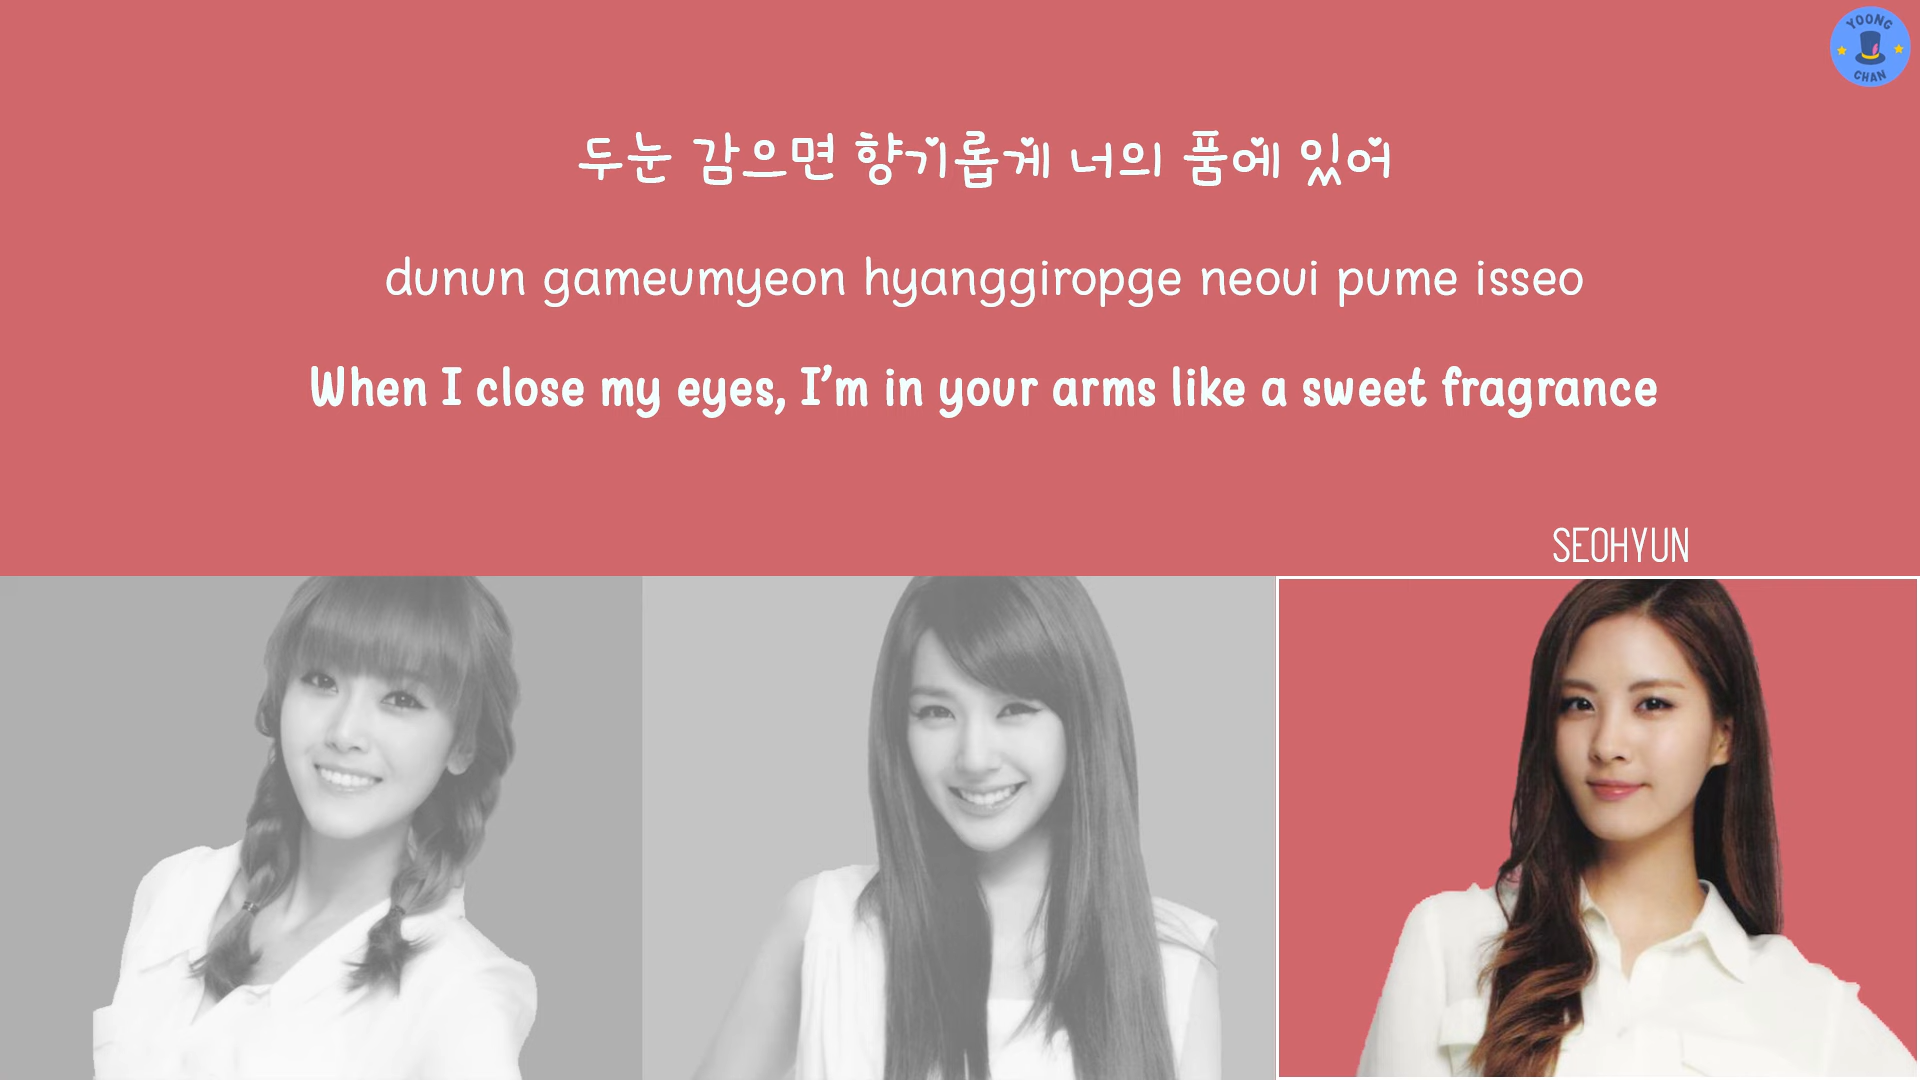 YOONG
CHAN
두눈 감으면 향기롭게 너의 품에 있어
dunun gameumyeon hyanggiropge neoui pume isseo
When I close my eyes, I'm in your arms like a sweet fragrance
SEOHYUN